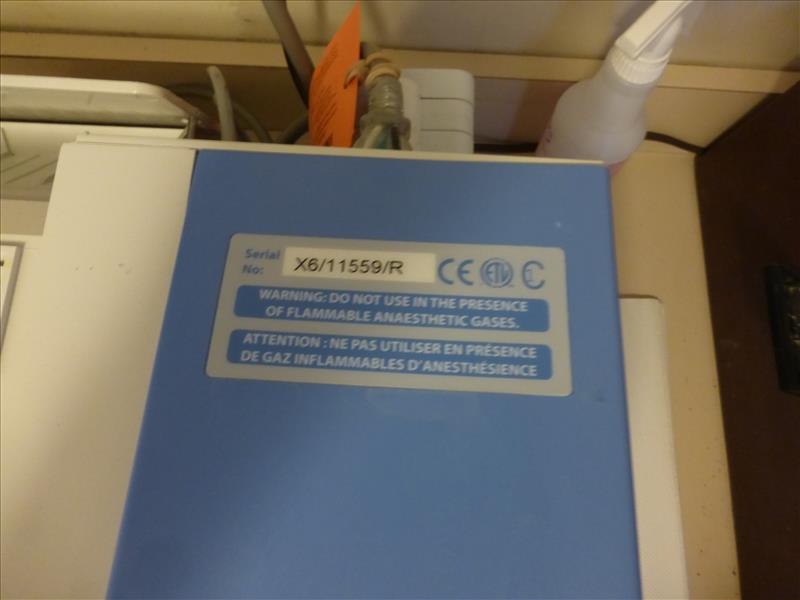 Serial No: X6/11559/R CE ETL
WARNING: DO NOT USE IN THE PRESENCE
OF FLAMMABLE ANAESTHETIC GASES.
ATTENTION : NE PAS UTILISER EN PRÉSENCE
DE GAZ INFLAMMABLES D'ANESTHÉSIENCE